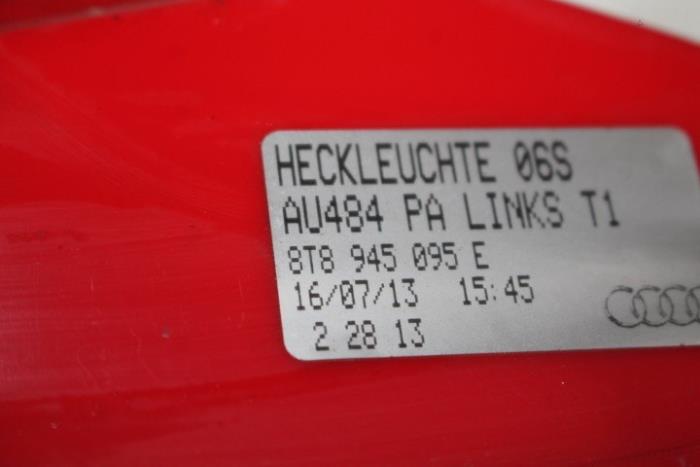 HECKLEUCHTE 06S
AU484 PA LINKS T1
8T8 945 095 E
16/07/13 15:45
2 28 13